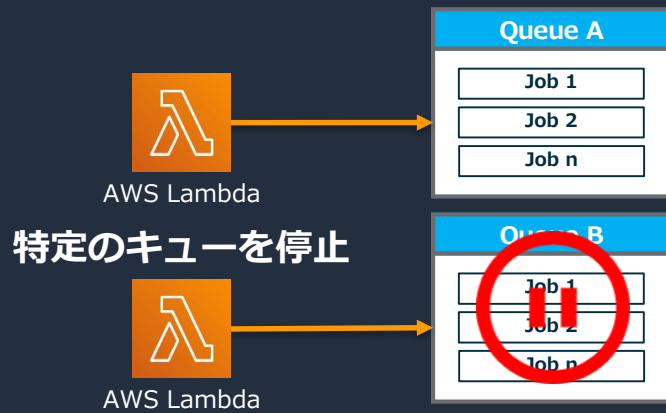 Queue A
Job 1
Job 2
Job n
AWS Lambda
特定のキューを停止
Queue B
Job 1
Job 2
Job n
AWS Lambda